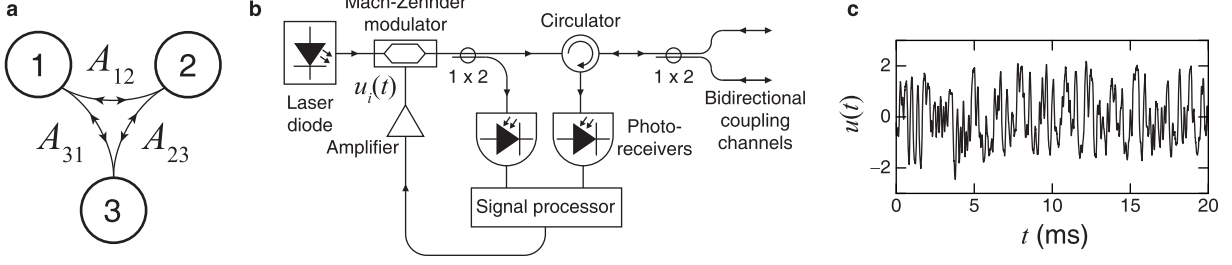 a
1
2
3
A12
A31
A23
b
Mach-Zehnder
modulator
Circulator
1 x 2
1 x 2
ui(t)
Laser
diode
Amplifier
Photo-
receivers
Bidirectional
coupling
channels
Signal processor
c
u(t)
2
0
−2
0
5
10
15
20
t (ms)